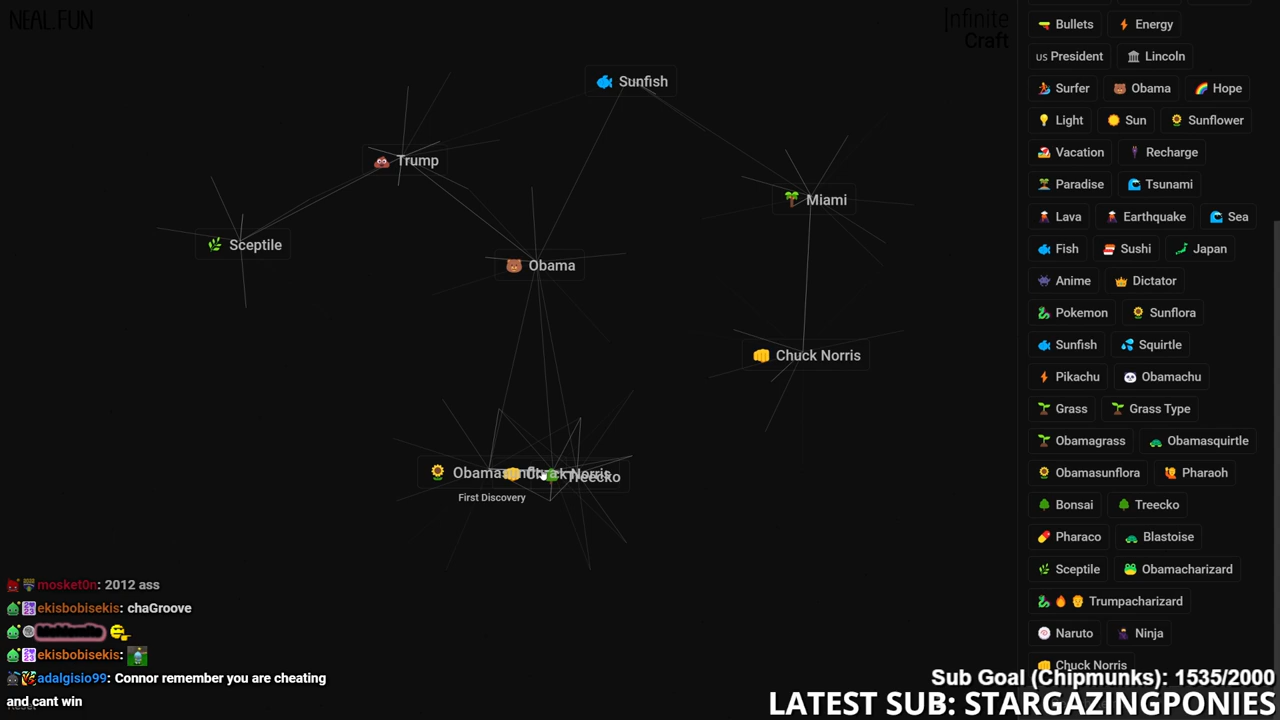 NEAL.FUN
Infinite
Craft
Sunfish
Trump
Miami
Sceptile
Obama
Chuck Norris
Treecko
First Discovery
Bullets
Energy
US President
Lincoln
Surfer
Obama
Hope
Light
Sun
Sunflower
Vacation
Recharge
Paradise
Tsunami
Lava
Earthquake
Sea
Fish
Sushi
Japan
Anime
Dictator
Pokemon
Sunflora
Sunfish
Squirtle
Pikachu
Obamachu
Grass
Grass Type
Obamagrass
Obamasquirtle
Obamasunflora
Pharaoh
Bonsai
Treecko
Pharaco
Blastoise
Sceptile
Obamacharizard
Trumpacharizard
Naruto
Ninja
Chuck Norris
mosket0n: 2012 ass
ekisbobisekis: chaGroove
ekisbobisekis:
adalgisio99: Connor remember you are cheating
and cant win
Sub Goal (Chipmunks): 1535/2000
LATEST SUB: STARGAZINGPONIES